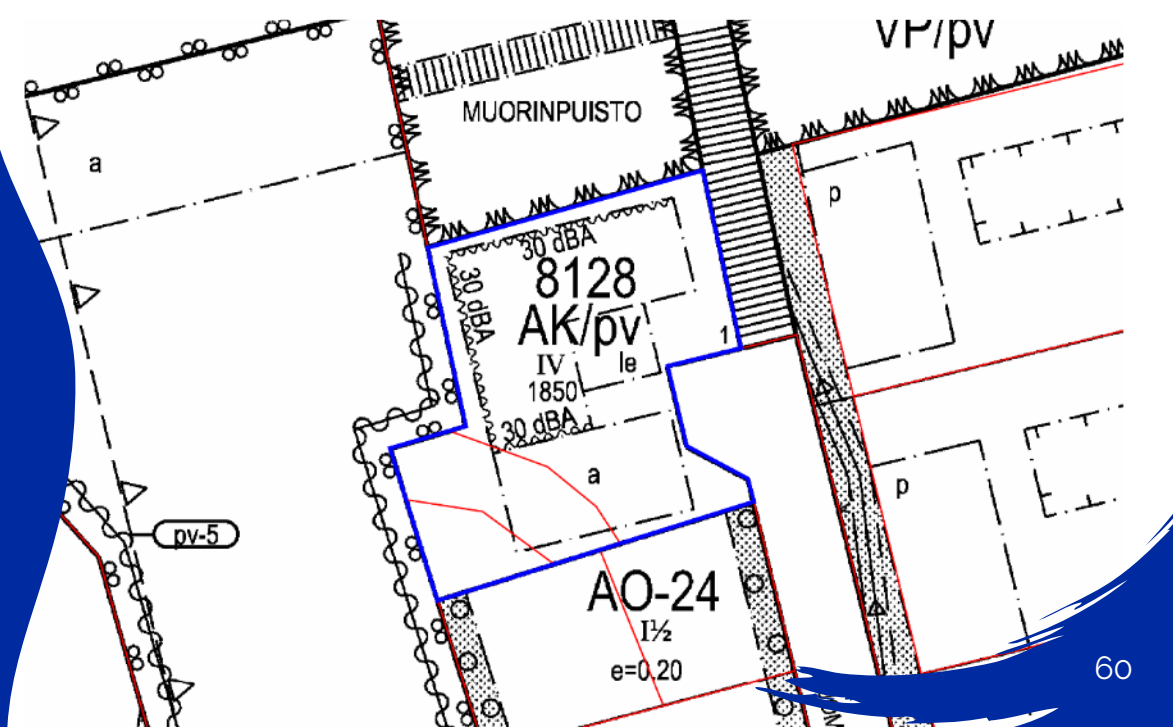 VP/pv
MUORINPUISTO
a
p
30 dBA
30 dBA
8128
AK/pv
1
IV
le
1850
30 dBA
a
p
pv-5
AO-24
I½
e=0.20
60